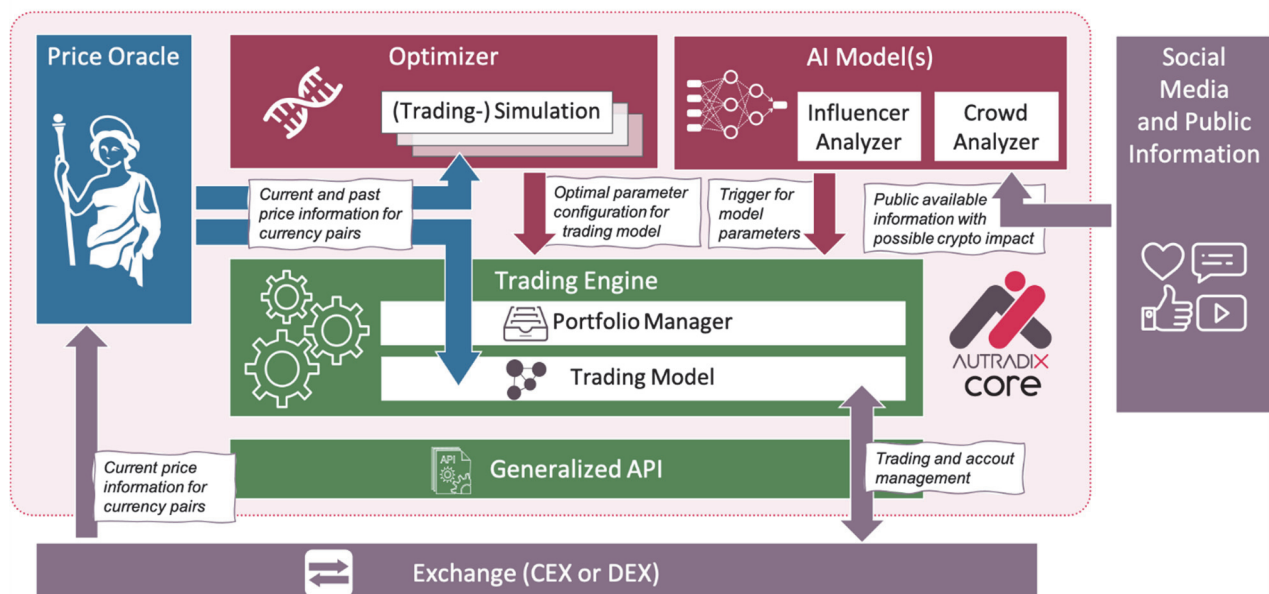 Price Oracle
Optimizer
(Trading-) Simulation
AI Model(s)
Influencer
Analyzer
Crowd
Analyzer
Social
Media
and Public
Information
Current and past
price information for
currency pairs
Optimal parameter
configuration for
trading model
Trigger for
model
parameters
Public available
information with
possible crypto impact
Trading Engine
Portfolio Manager
Trading Model
AUTRADIX
core
Current price
information for
currency pairs
API
Generalized API
Trading and accout
management
Exchange (CEX or DEX)